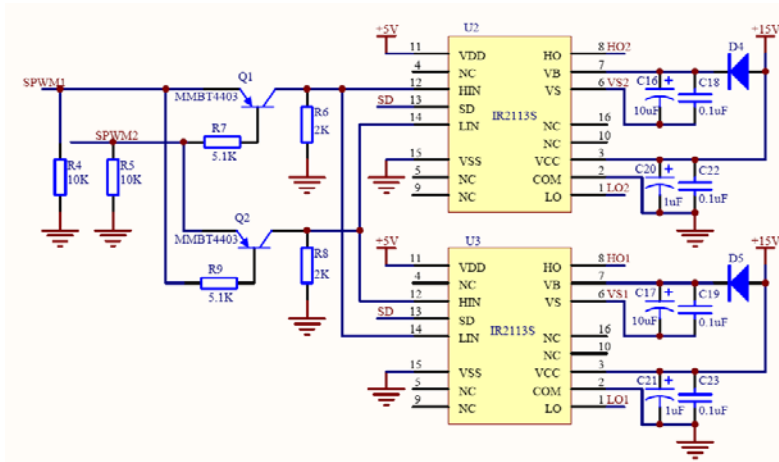 U2
+5V
+15V
11 VDD HO 8 HO2
4 NC VB 7
12 HIN VS 6 VS2
SD 13 SD
14 LIN NC 16
NC 10
15 VSS VCC 3
5 NC COM 2
9 NC LO 1 LO2
IR2113S
D4
C16 +
10uF
C18
0.1uF
C20 +
1uF
C22
0.1uF
SPWM1
Q1
MMBT4403
SPWM2
R7
5.1K
R6
2K
R4
10K
R5
10K
Q2
MMBT4403
R9
5.1K
R8
2K
U3
+5V
+15V
11 VDD HO 8 HO1
4 NC VB 7
12 HIN VS 6 VS1
SD 13 SD
14 LIN NC 16
NC 10
15 VSS VCC 3
5 NC COM 2
9 NC LO 1 LO1
IR2113S
D5
C17 +
10uF
C19
0.1uF
C21 +
1uF
C23
0.1uF